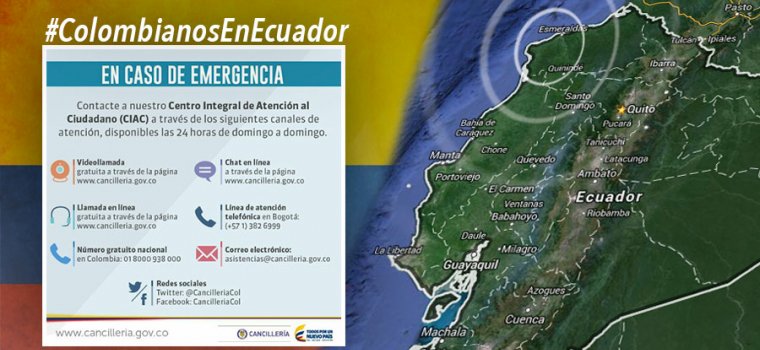 #ColombianosEnEcuador
EN CASO DE EMERGENCIA
Contacte a nuestro Centro Integral de Atención al
Ciudadano (CIAC) a través de los siguientes canales de
atención, disponibles las 24 horas de domingo a domingo.
Videollamada
gratuita a través de la página
www.cancilleria.gov.co
Chat en línea
a través de la página
www.cancilleria.gov.co
Llamada en línea
gratuita a través de la página
www.cancilleria.gov.co
Línea de atención
telefónica en Bogotá:
(+57 1) 382 6999
Número gratuito nacional
en Colombia: 01 8000 938 000
Correo electrónico:
asistencias@cancilleria.gov.co
Redes sociales
Twitter: @CancilleriaCol
Facebook: CancilleriaCol
www.cancilleria.gov.co
CANCILLERÍA
TODOS POR UN
NUEVO PAÍS
Pasto
Esmeraldas
Tulcán
Ipiales
Ibarra
Quinindé
Santo
Domingo
Quito
Pucará
Bahía de
Caráquez
Tanicuchí
Chone
Manta
Quevedo
Latacunga
Portoviejo
Ambato
El Carmen
Ecuador
Ventanas
Riobamba
Babahoyo
Daule
La Libertad
Milagro
Guayaquil
Azogues
Cuenca
Machala